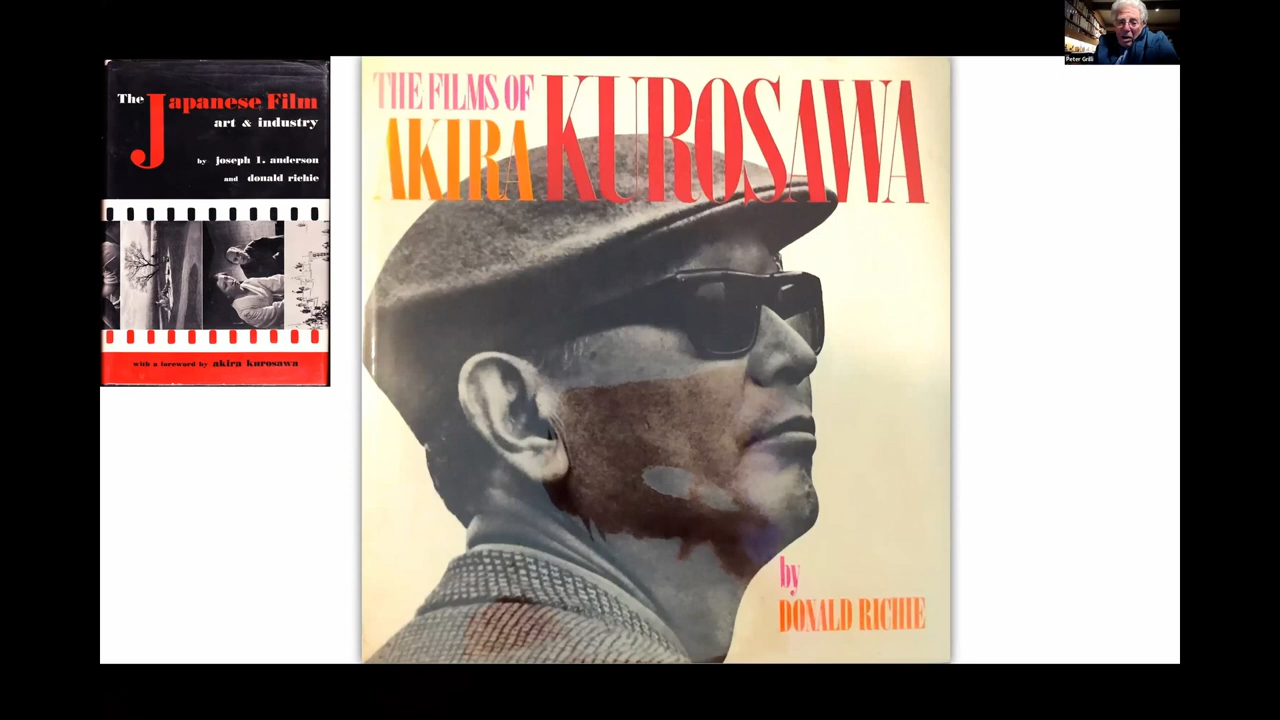 The Japanese Film
art & industry
by joseph l. anderson
and donald richie
with a foreword by akira kurosawa
THE FILMS OF
AKIRA KUROSAWA
by
DONALD RICHIE
Peter Grilli